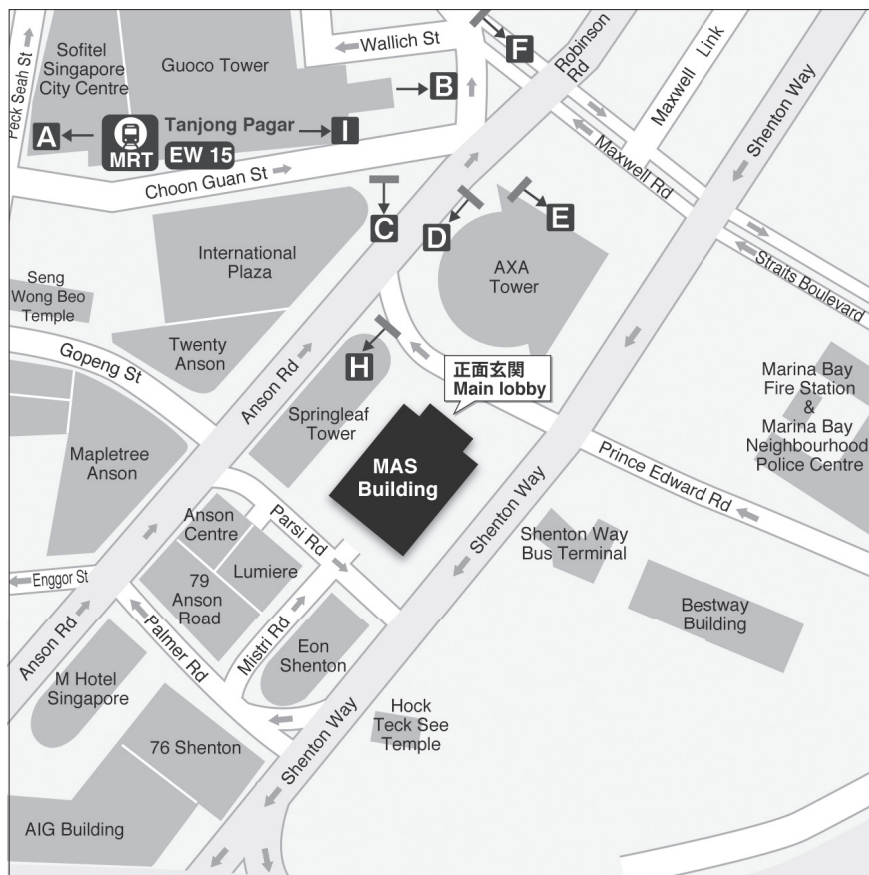 Wallich St
F
Robinson
Rd
Maxwell Link
Shenton Way
Peck Seah St
Sofitel
Singapore
City Centre
Guoco Tower
B
A
MRT
Tanjong Pagar
EW 15
I
Choon Guan St
Maxwell Rd
C
D
E
International
Plaza
AXA
Tower
Straits Boulevard
Seng
Wong Beo
Temple
Twenty
Anson
Gopeng St
H
正面玄関
Main lobby
Anson Rd
Springleaf
Tower
Marina Bay
Fire Station
&
Marina Bay
Neighbourhood
Police Centre
Mapletree
Anson
MAS
Building
Prince Edward Rd
Shenton Way
Anson
Centre
Parsi Rd
Shenton Way
Bus Terminal
Enggor St
Lumiere
79
Anson
Road
Bestway
Building
Anson Rd
Palmer Rd
Mistri Rd
Eon
Shenton
M Hotel
Singapore
Hock
Teck See
Temple
76 Shenton
Shenton Way
AIG Building